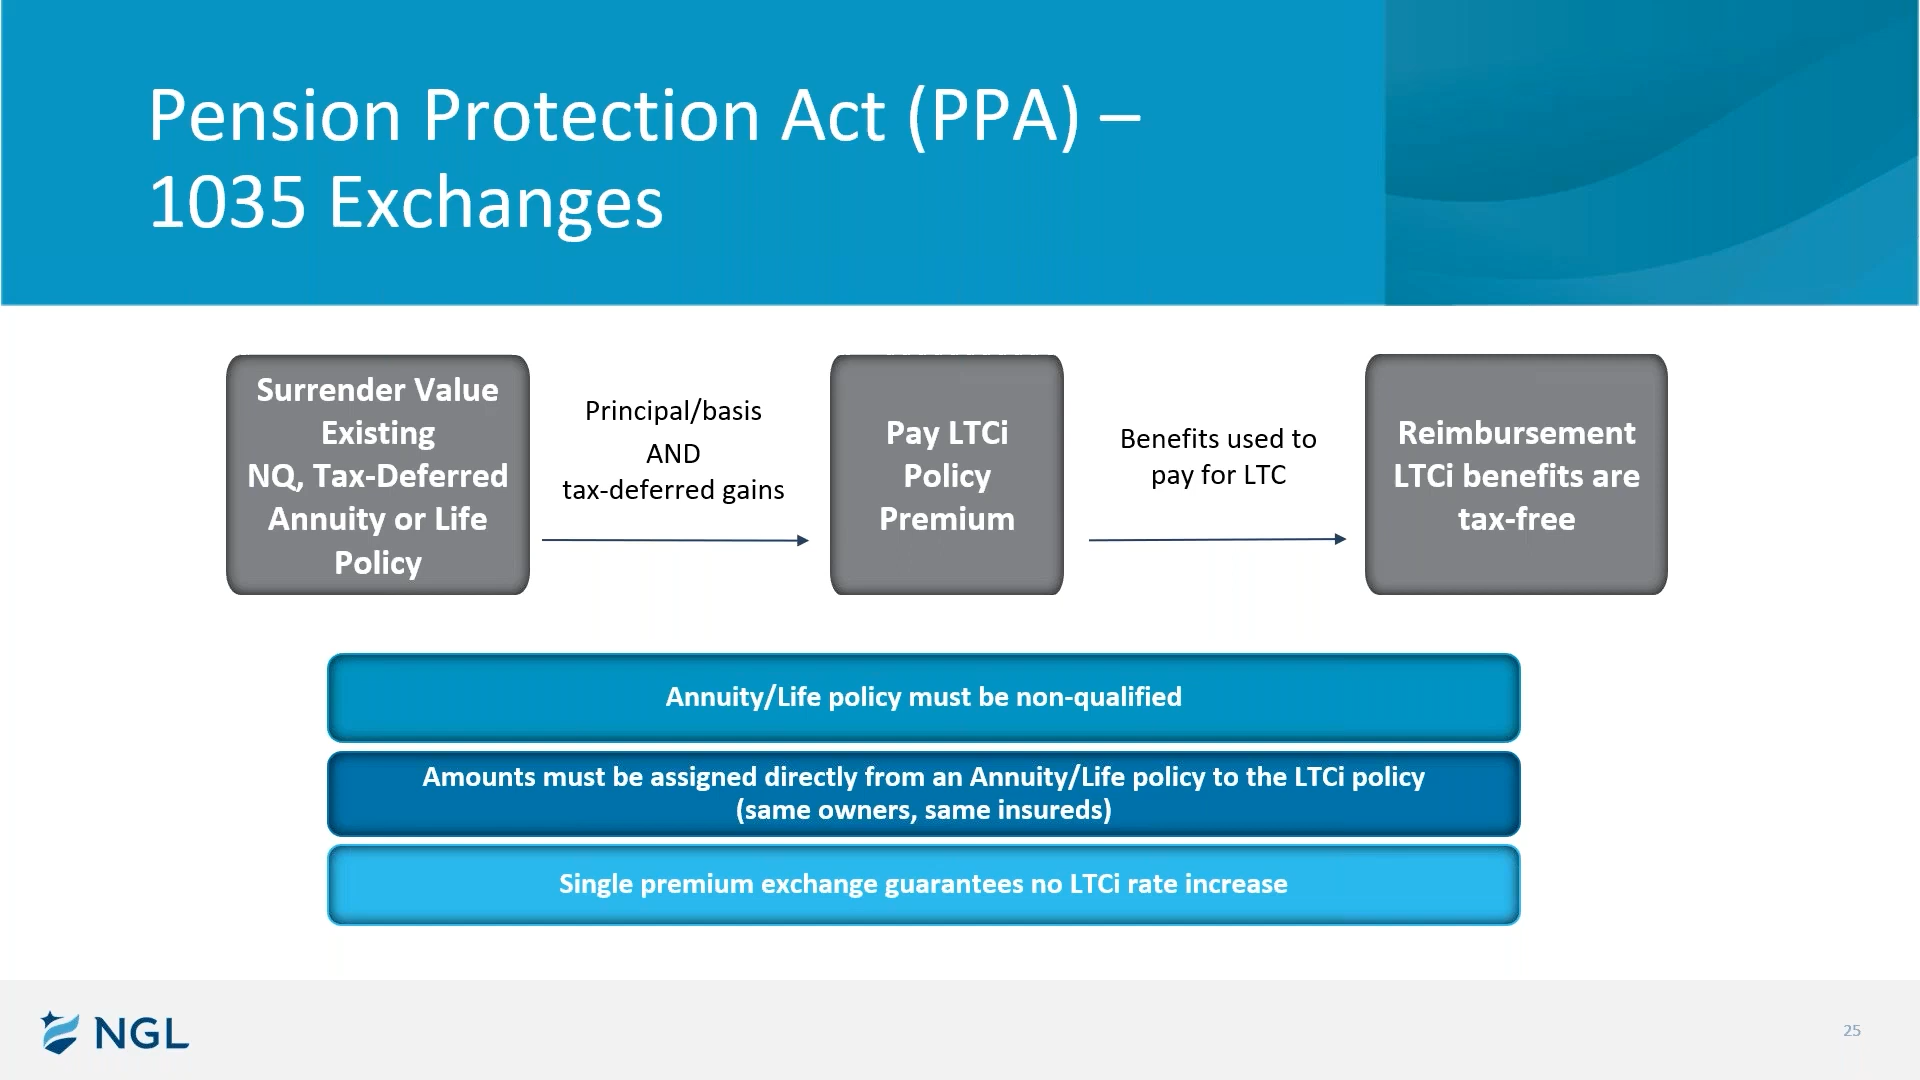 Pension Protection Act (PPA) –
1035 Exchanges
Surrender Value
Existing
NQ, Tax-Deferred
Annuity or Life
Policy
Principal/basis
AND
tax-deferred gains
Pay LTCi
Policy
Premium
Benefits used to
pay for LTC
Reimbursement
LTCi benefits are
tax-free
Annuity/Life policy must be non-qualified
Amounts must be assigned directly from an Annuity/Life policy to the LTCi policy
(same owners, same insureds)
Single premium exchange guarantees no LTCi rate increase
NGL
25